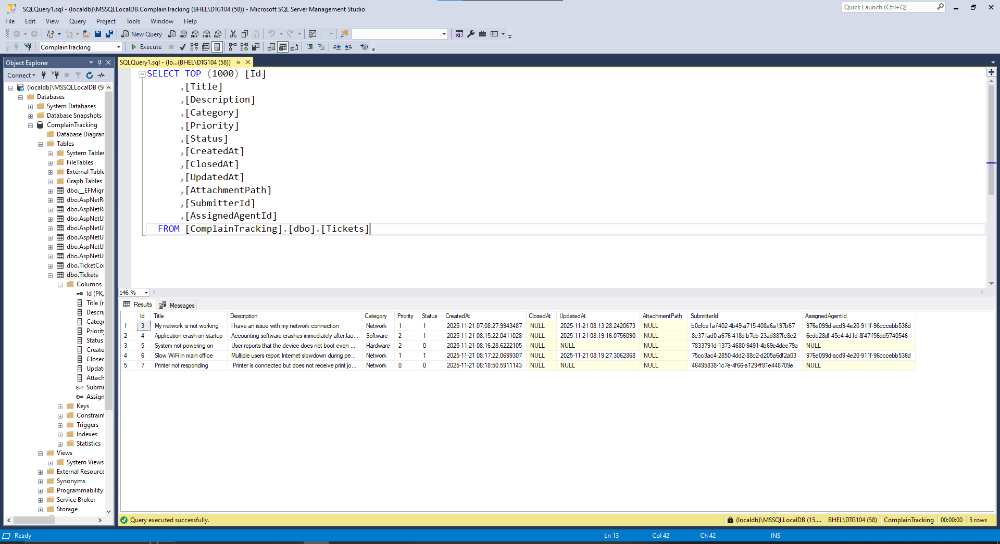 SQLQuery1.sql - (localdb)\MSSQLLocalDB.ComplainTracking (BHEL\DTG104 (58)) - Microsoft SQL Server Management Studio
Quick Launch (Ctrl+Q)
File Edit View Query Project Tools Window Help
New Query MDX DMX XMLA DAX
ComplainTracking Execute
Object Explorer
Connect
(localdb)\MSSQLLocalDB (S
Databases
System Databases
Database Snapshots
ComplainTracking
Database Diagran
Tables
System Tables
FileTables
External Table
Graph Tables
dbo.__EFMigr
dbo.AspNetR
dbo.AspNetR
dbo.AspNetU
dbo.AspNetU
dbo.AspNetU
dbo.AspNetU
dbo.AspNetU
dbo.TicketCo
dbo.Tickets
Columns
Id (PK,
Title (n
Descri
Catego
Priority
Status
Create
Closed
Update
Attach
Submi
Assign
Keys
Constraint
Triggers
Indexes
Statistics
Views
System Views
External Resource
Synonyms
Programmability
Service Broker
Storage
SQLQuery1.sql - (lo...(BHEL\DTG104 (58))
SELECT TOP (1000) [Id]
,[Title]
,[Description]
,[Category]
,[Priority]
,[Status]
,[CreatedAt]
,[ClosedAt]
,[UpdatedAt]
,[AttachmentPath]
,[SubmitterId]
,[AssignedAgentId]
FROM [ComplainTracking].[dbo].[Tickets]
146 %
Results Messages
Id Title Description Category Priority Status CreatedAt ClosedAt UpdatedAt AttachmentPath SubmitterId AssignedAgentId
1 3 My network is not working I have an issue with my network connection Network 1 1 2025-11-21 07:08:27.9943487 NULL 2025-11-21 08:13:28.2420673 NULL b0cfce1a-f402-4b49-a715-408a6a197b67 976e099d-acd9-4e20-911f-96cccebb536d
2 4 Application crash on startup Accounting software crashes immediately after lau... Software 2 1 2025-11-21 08:15:22.0411028 NULL 2025-11-21 08:19:16.0756090 NULL 8c371ad0-a676-418d-b7eb-23ad887fc8c2 6cde28df-45c4-4d1d-8f47-f56dd5740546
3 5 System not powering on User reports that the device does not boot even ... Hardware 2 0 2025-11-21 08:16:28.6222105 NULL NULL NULL 7833791d-1373-4680-9491-4b69e4dce79a NULL
4 6 Slow WiFi in main office Multiple users report Internet slowdown during pe... Network 1 1 2025-11-21 08:17:22.0699307 NULL 2025-11-21 08:19:27.3062868 NULL 75cc3ac4-2850-4dd2-88c2-d205a6df2a03 976e099d-acd9-4e20-911f-96cccebb536d
5 7 Printer not responding Printer is connected but does not receive print jo... Network 0 0 2025-11-21 08:18:50.5911143 NULL NULL NULL 46495838-1c7e-4f66-a129-ff81e448709e NULL
Query executed successfully. (localdb)\MSSQLLocalDB (15.... BHEL\DTG104 (58) ComplainTracking 00:00:00 5 rows
Ready Ln 13 Col 42 Ch 42 INS